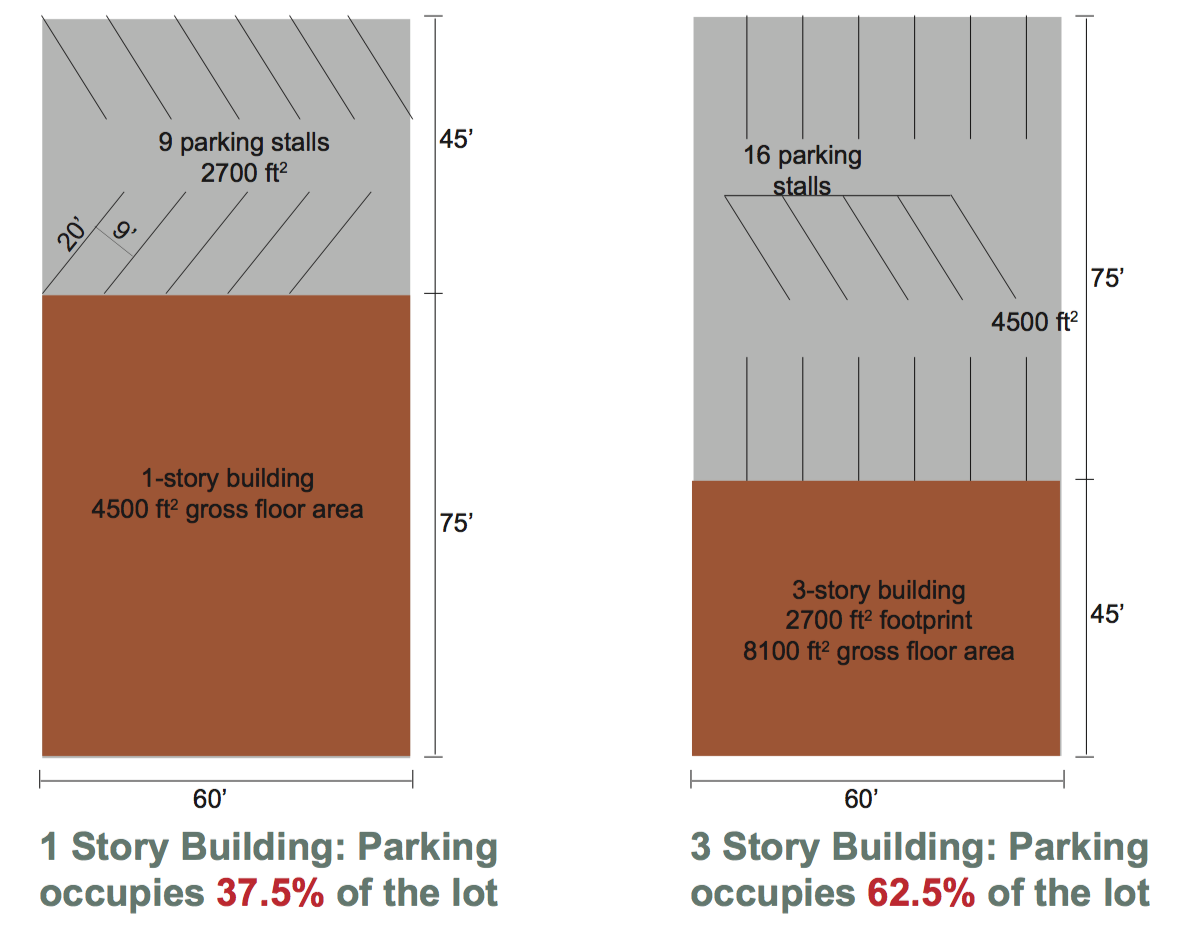 9 parking stalls
2700 ft²
45’
20’
9’
1-story building
4500 ft² gross floor area
75’
60’
1 Story Building: Parking
occupies 37.5% of the lot
16 parking
stalls
75’
4500 ft²
3-story building
2700 ft² footprint
8100 ft² gross floor area
45’
60’
3 Story Building: Parking
occupies 62.5% of the lot